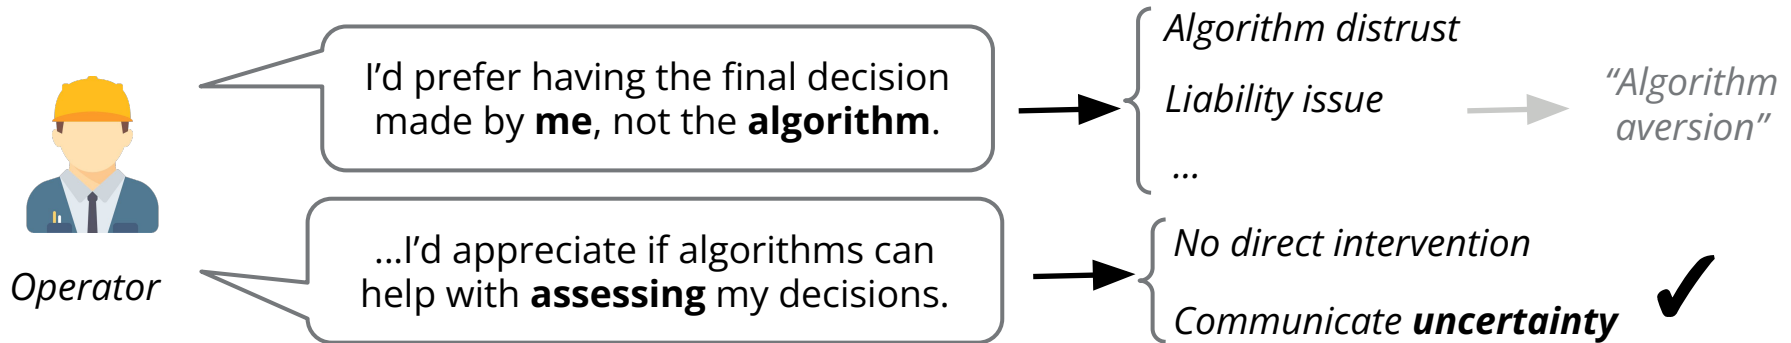 I’d prefer having the final decision
made by me, not the algorithm.
Algorithm distrust
Liability issue
...
“Algorithm
aversion”
Operator
...I’d appreciate if algorithms can
help with assessing my decisions.
No direct intervention
Communicate uncertainty